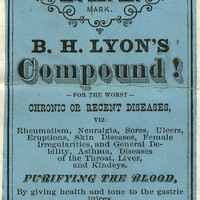 MARK.
B. H. LYON'S
Compound!
—FOR THE WORST—
CHRONIC OR RECENT DISEASES,
VIZ:
Rheumatism, Neuralgia, Sores, Ulcers,
Eruptions, Skin Diseases, Female
Irregularities, and General De-
bility, Asthma, Diseases
of the Throat, Liver,
and Kindeys.
PURIFYING THE BLOOD,
By giving health and tone to the gastric
juices